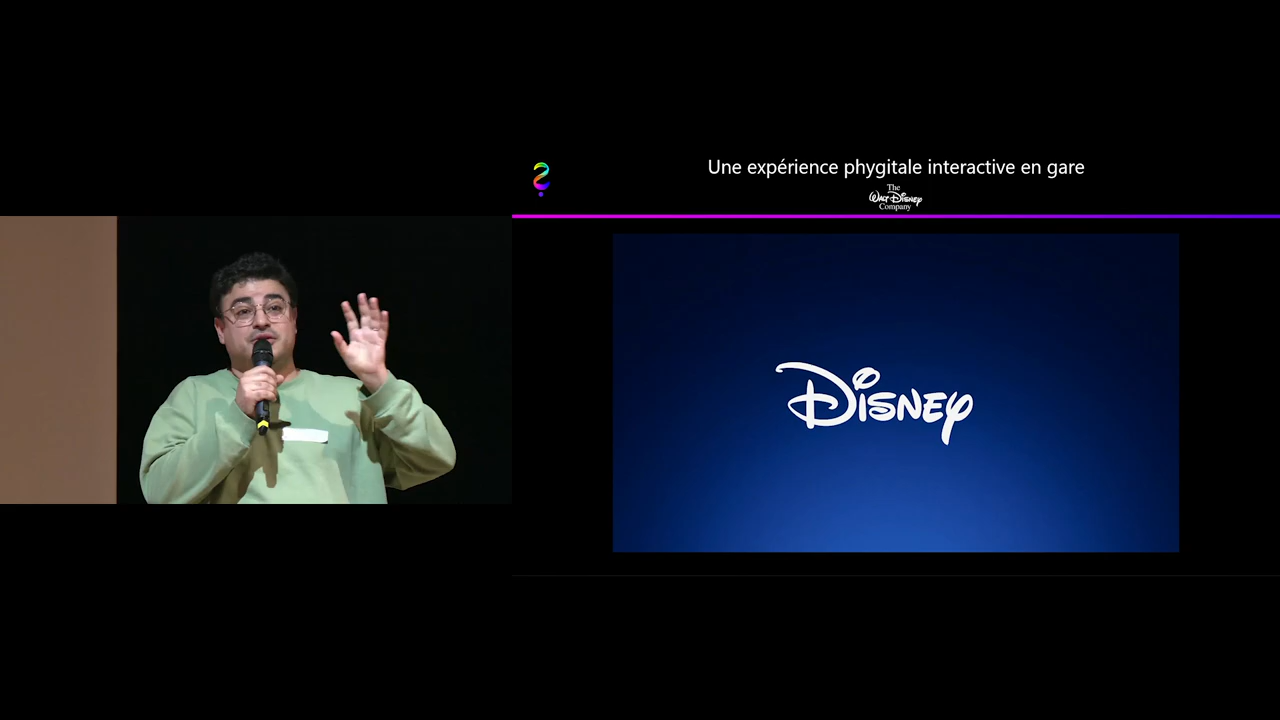 Une expérience phygitale interactive en gare
The
Walt Disney
Company
Disney